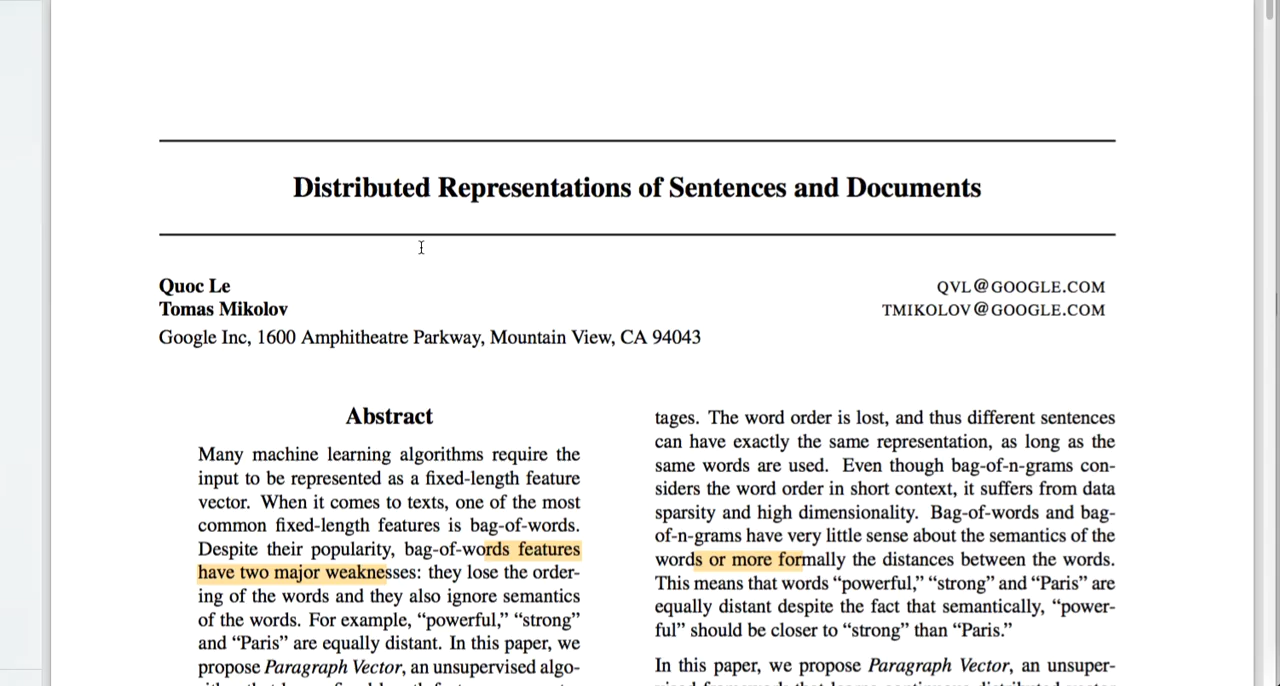 Distributed Representations of Sentences and Documents
Quoc Le
QVL@GOOGLE.COM
Tomas Mikolov
TMIKOLOV@GOOGLE.COM
Google Inc, 1600 Amphitheatre Parkway, Mountain View, CA 94043
Abstract
Many machine learning algorithms require the
input to be represented as a fixed-length feature
vector. When it comes to texts, one of the most
common fixed-length features is bag-of-words.
Despite their popularity, bag-of-words features
have two major weaknesses: they lose the order-
ing of the words and they also ignore semantics
of the words. For example, “powerful,” “strong”
and “Paris” are equally distant. In this paper, we
propose Paragraph Vector, an unsupervised algo-
tages. The word order is lost, and thus different sentences
can have exactly the same representation, as long as the
same words are used. Even though bag-of-n-grams con-
siders the word order in short context, it suffers from data
sparsity and high dimensionality. Bag-of-words and bag-
of-n-grams have very little sense about the semantics of the
words or more formally the distances between the words.
This means that words “powerful,” “strong” and “Paris” are
equally distant despite the fact that semantically, “power-
ful” should be closer to “strong” than “Paris.”
In this paper, we propose Paragraph Vector, an unsuper-